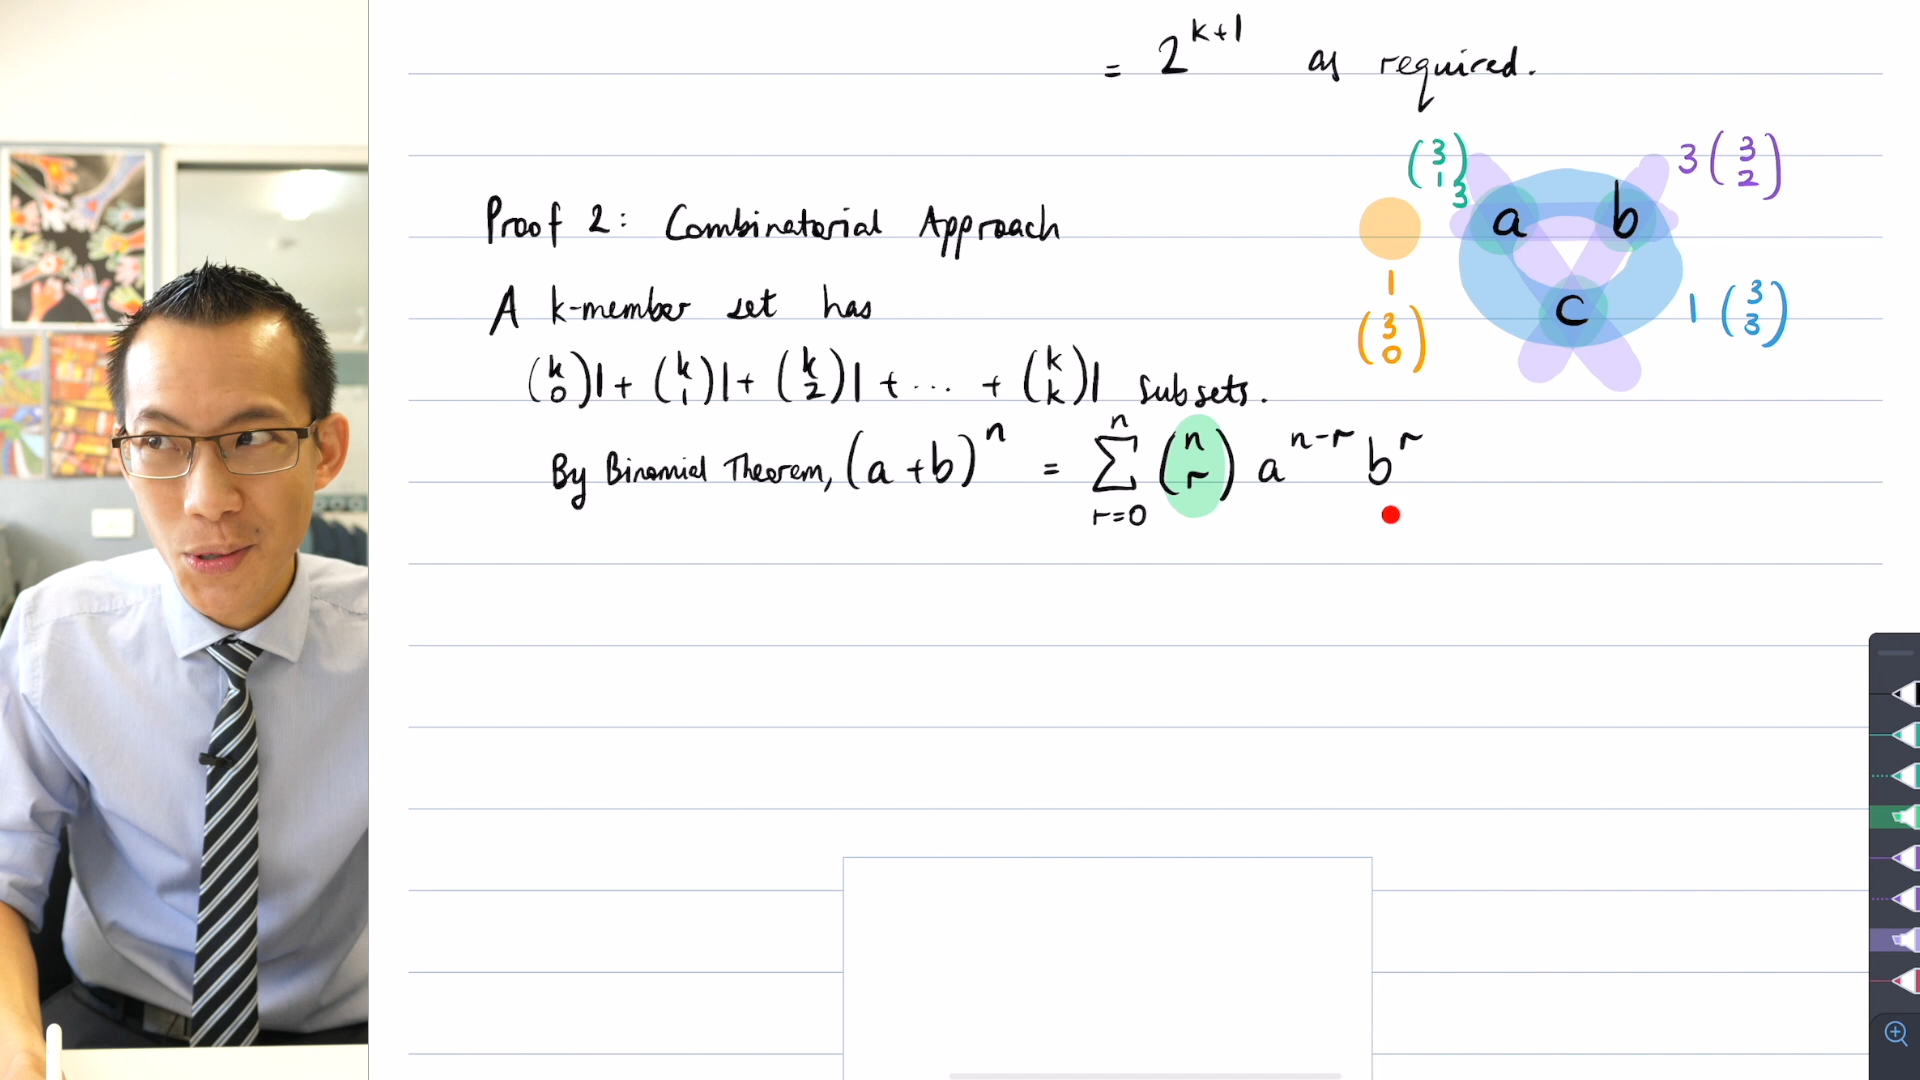 = 2^{k+1} as required.
Proof 2: Combinatorial Approach
A k-member set has
(k 0)1 + (k 1)1 + (k 2)1 + ... + (k k)1 subsets.
By Binomial Theorem, (a + b)^n = \sum_{r=0}^{n} (n r) a^{n-r} b^r
(3 1) 3
3 (3 2)
a b
c
1
(3 0)
1 (3 3)